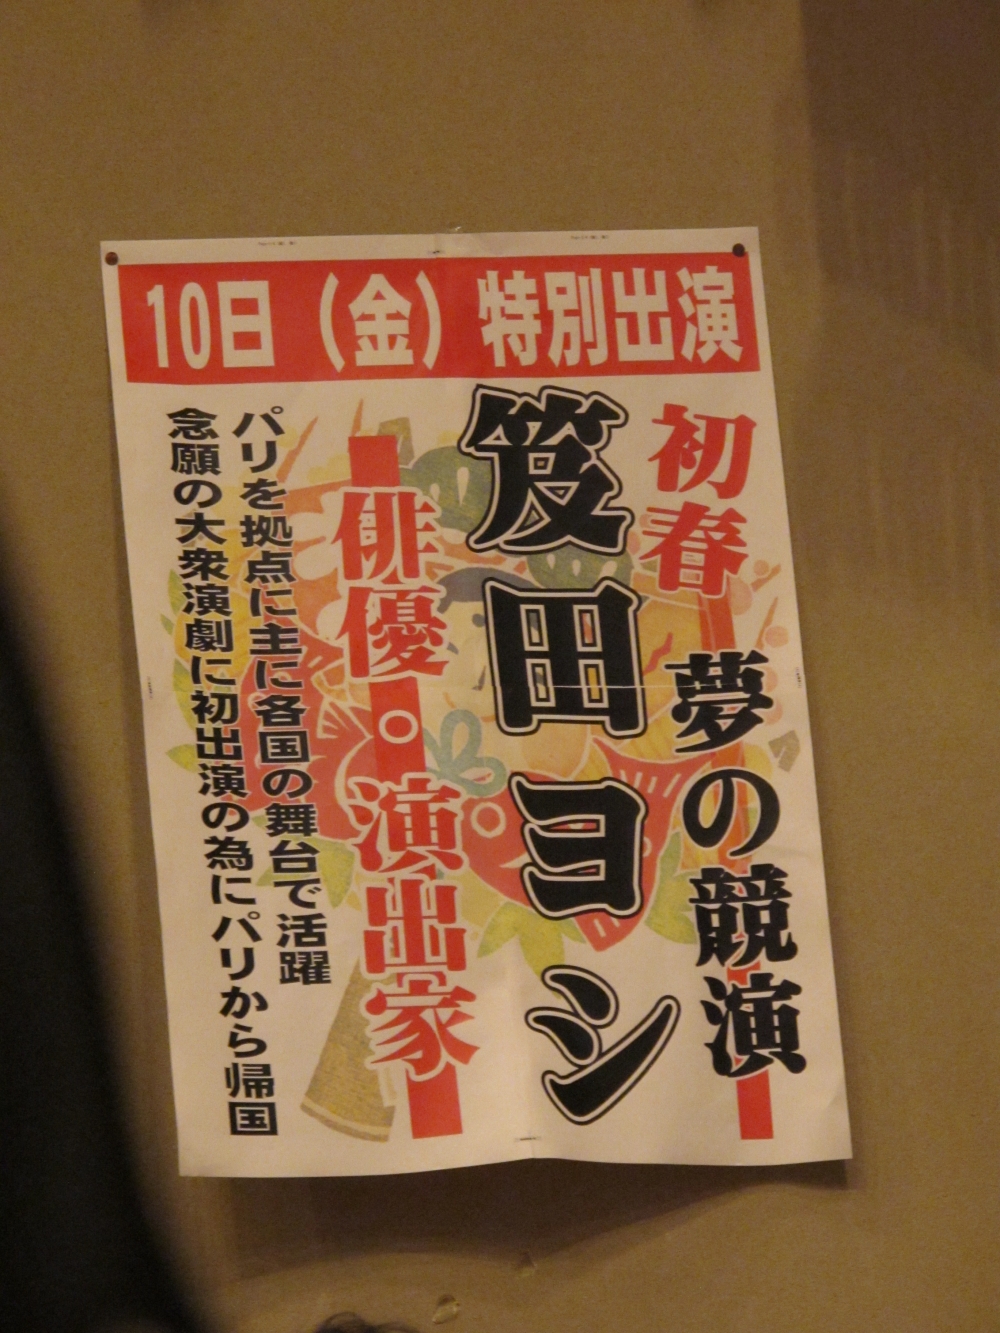 10日（金）特別出演
初春
夢の競演
笈田ヨシ
俳優・演出家
パリを拠点に主に各国の舞台で活躍
念願の大衆演劇に初出演の為にパリから帰国